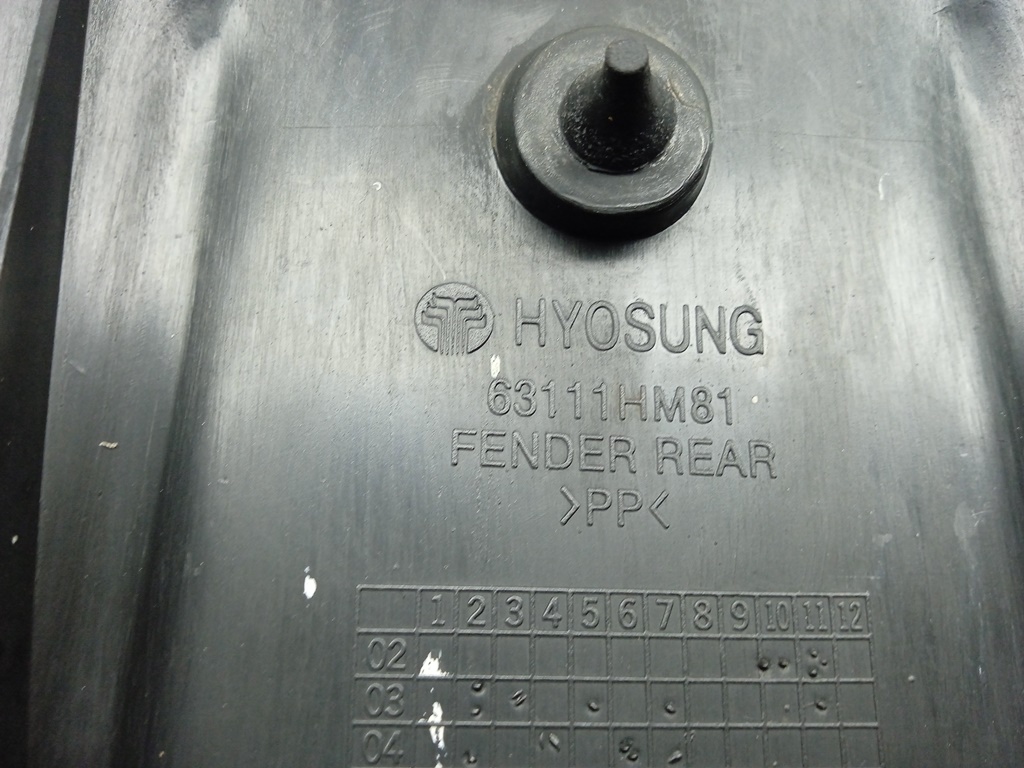 HYOSUNG
63111HM81
FENDER REAR
>PP<
1 2 3 4 5 6 7 8 9 10 11 12
02
03
04